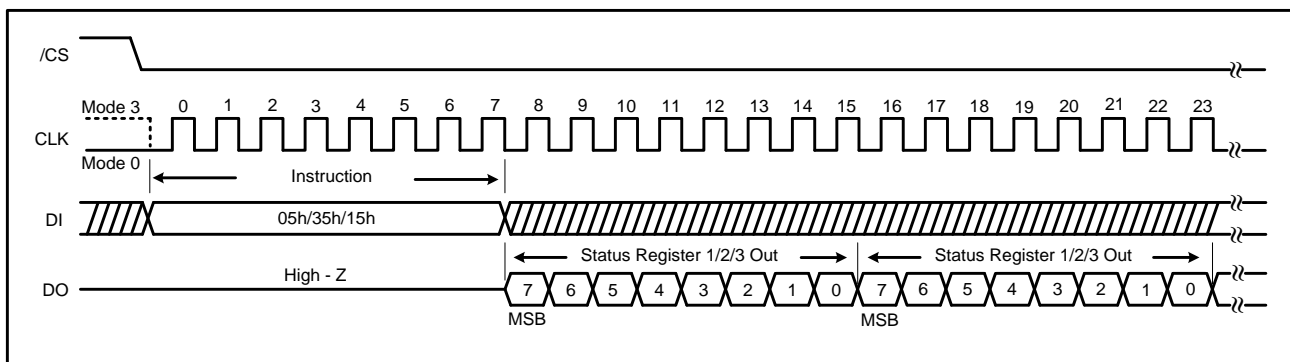 /CS
Mode 3 0 1 2 3 4 5 6 7 8 9 10 11 12 13 14 15 16 17 18 19 20 21 22 23
CLK
Mode 0
Instruction
DI 05h/35h/15h
Status Register 1/2/3 Out Status Register 1/2/3 Out
High - Z
DO 7 6 5 4 3 2 1 0 7 6 5 4 3 2 1 0
MSB MSB